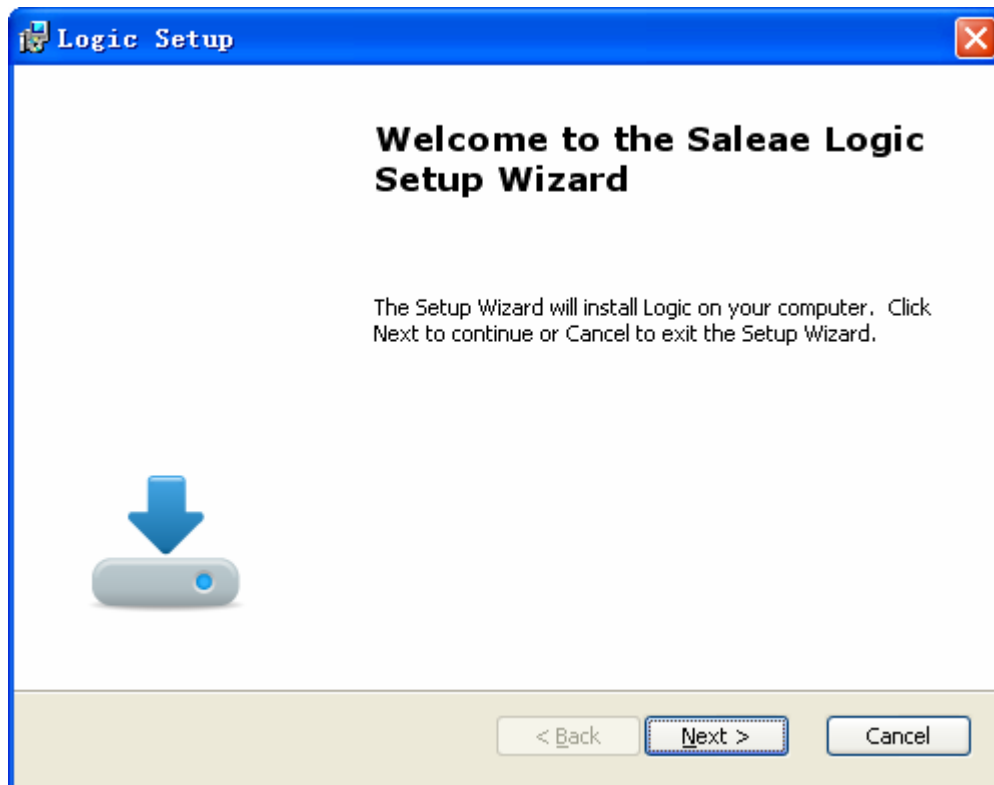 Logic Setup
Welcome to the Saleae Logic
Setup Wizard
The Setup Wizard will install Logic on your computer.  Click
Next to continue or Cancel to exit the Setup Wizard.
< Back
Next >
Cancel